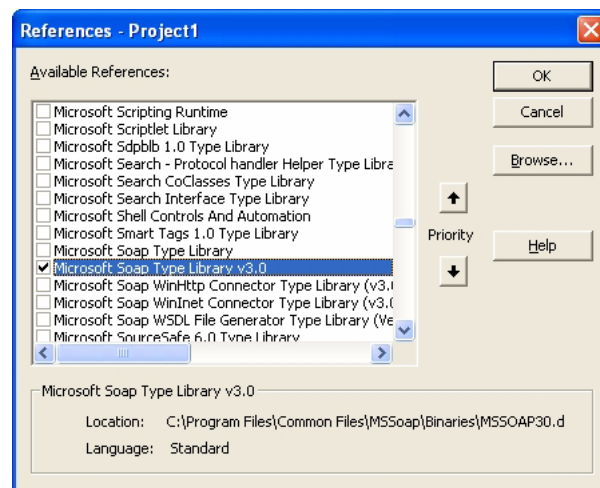 References - Project1
Available References:
Microsoft Scripting Runtime
Microsoft Scriptlet Library
Microsoft Sdpblb 1.0 Type Library
Microsoft Search - Protocol handler Helper Type Libra
Microsoft Search CoClasses Type Library
Microsoft Search Interface Type Library
Microsoft Shell Controls And Automation
Microsoft Smart Tags 1.0 Type Library
Microsoft Soap Type Library
Microsoft Soap Type Library v3.0
Microsoft Soap WinHttp Connector Type Library (v3.0
Microsoft Soap WinInet Connector Type Library (v3.0
Microsoft Soap WSDL File Generator Type Library (Ve
Microsoft SourceSafe 6.0 Type Library
Priority
OK
Cancel
Browse...
Help
Microsoft Soap Type Library v3.0
Location: C:\Program Files\Common Files\MSSoap\Binaries\MSSOAP30.d
Language: Standard